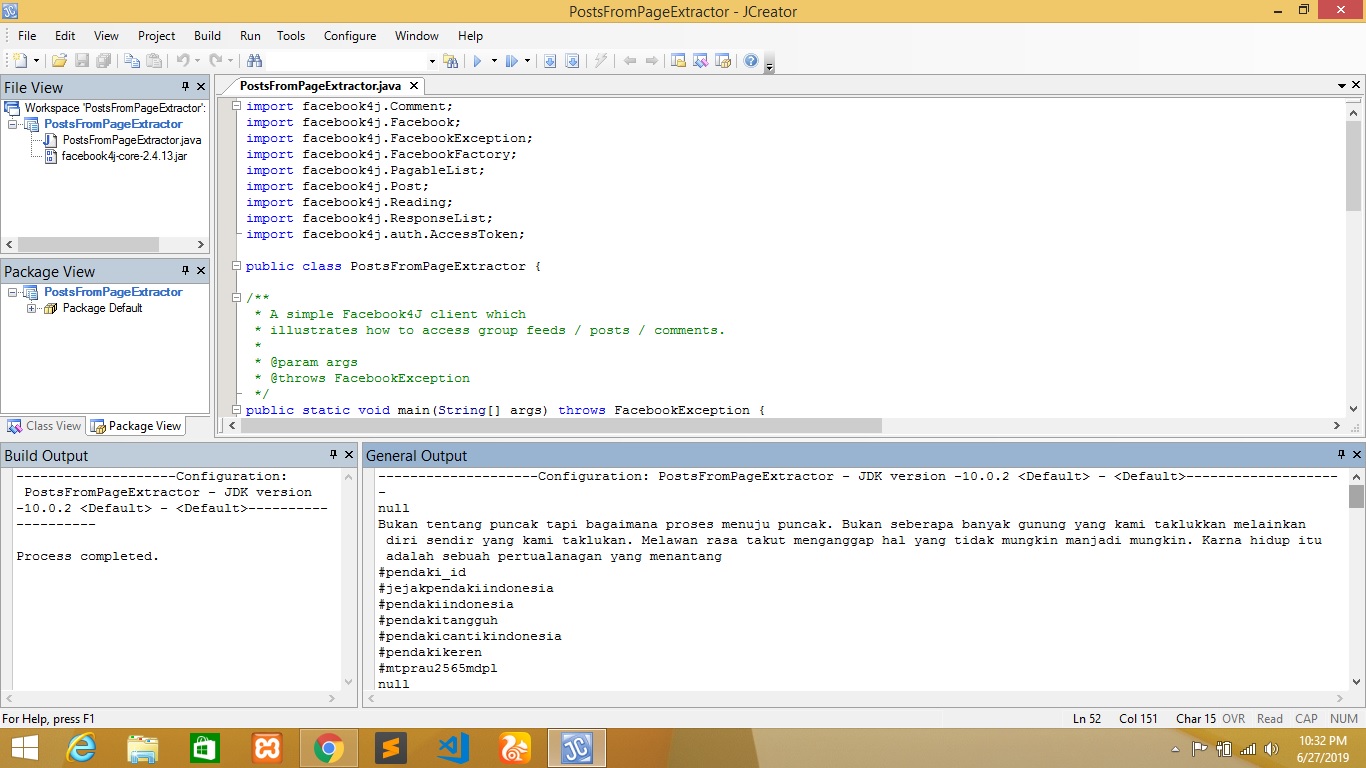 PostsFromPageExtractor - JCreator
File Edit View Project Build Run Tools Configure Window Help
File View
Workspace 'PostsFromPageExtractor':
PostsFromPageExtractor
PostsFromPageExtractor.java
facebook4j-core-2.4.13.jar
Package View
PostsFromPageExtractor
Package Default
Class View Package View
PostsFromPageExtractor.java
import facebook4j.Comment;
import facebook4j.Facebook;
import facebook4j.FacebookException;
import facebook4j.FacebookFactory;
import facebook4j.PagableList;
import facebook4j.Post;
import facebook4j.Reading;
import facebook4j.ResponseList;
import facebook4j.auth.AccessToken;
public class PostsFromPageExtractor {
/**
* A simple Facebook4J client which
* illustrates how to access group feeds / posts / comments.
*
* @param args
* @throws FacebookException
*/
public static void main(String[] args) throws FacebookException {
Build Output
--------------------Configuration:
PostsFromPageExtractor - JDK version
-10.0.2 <Default> - <Default>----------
----------
Process completed.
General Output
--------------------Configuration: PostsFromPageExtractor - JDK version -10.0.2 <Default> - <Default>-------------------
-
null
Bukan tentang puncak tapi bagaimana proses menuju puncak. Bukan seberapa banyak gunung yang kami taklukkan melainkan
diri sendir yang kami taklukan. Melawan rasa takut menganggap hal yang tidak mungkin manjadi mungkin. Karna hidup itu
adalah sebuah pertualanagan yang menantang
#pendaki_id
#jejakpendakiindonesia
#pendakiindonesia
#pendakitangguh
#pendakicantikindonesia
#pendakikeren
#mtprau2565mdpl
null
For Help, press F1
Ln 52 Col 151 Char 15 OVR Read CAP NUM
10:32 PM
6/27/2019